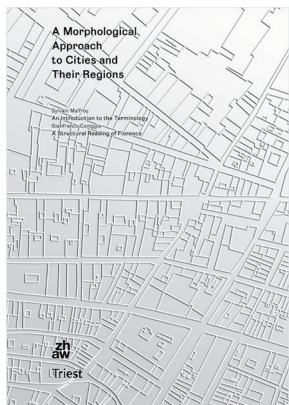 A Morphological
Approach
to Cities and
Their Regions
Sylvain Malfroy
An Introduction to the Terminology
Gianfranco Caniggia
A Structural Reading of Florence
zh
aw
Triest